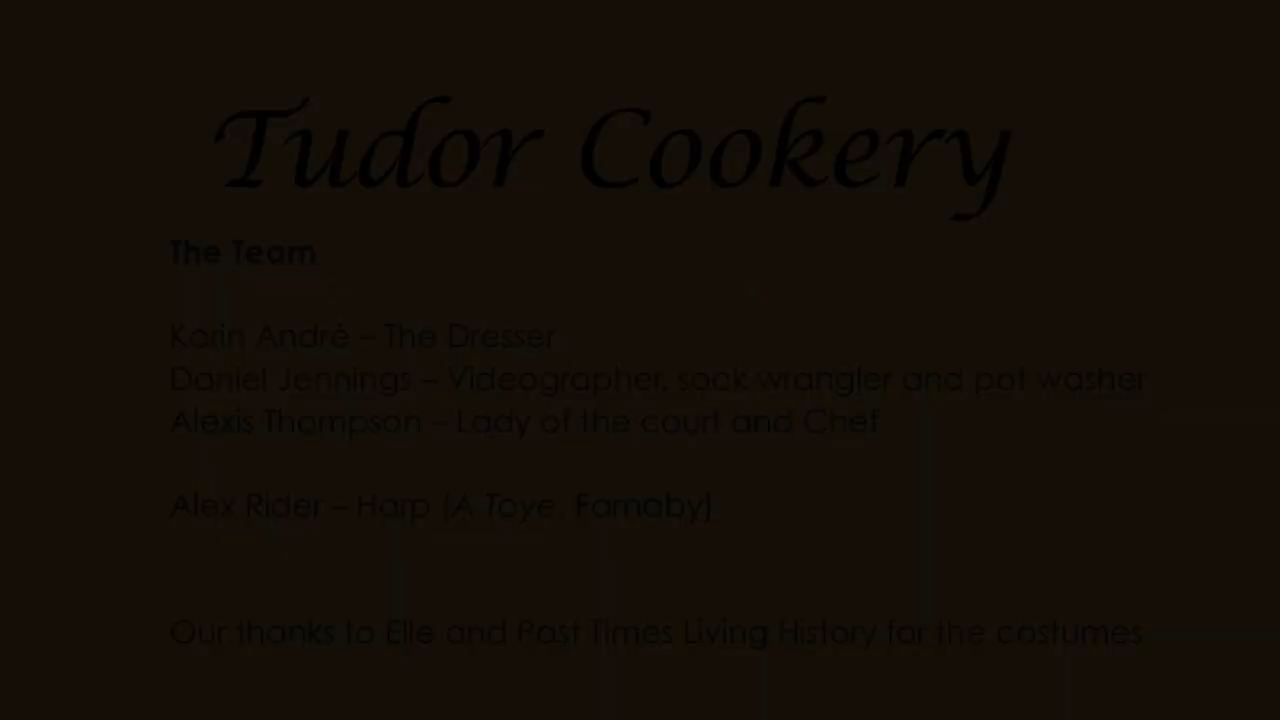 Tudor Cookery
The Team
Karin André – The Dresser
Daniel Jennings – Videographer, sock wrangler and pot washer
Alexis Thompson – Lady of the court and Chef
Alex Rider – Harp (A Toye, Farnaby)
Our thanks to Elle and Past Times Living History for the costumes